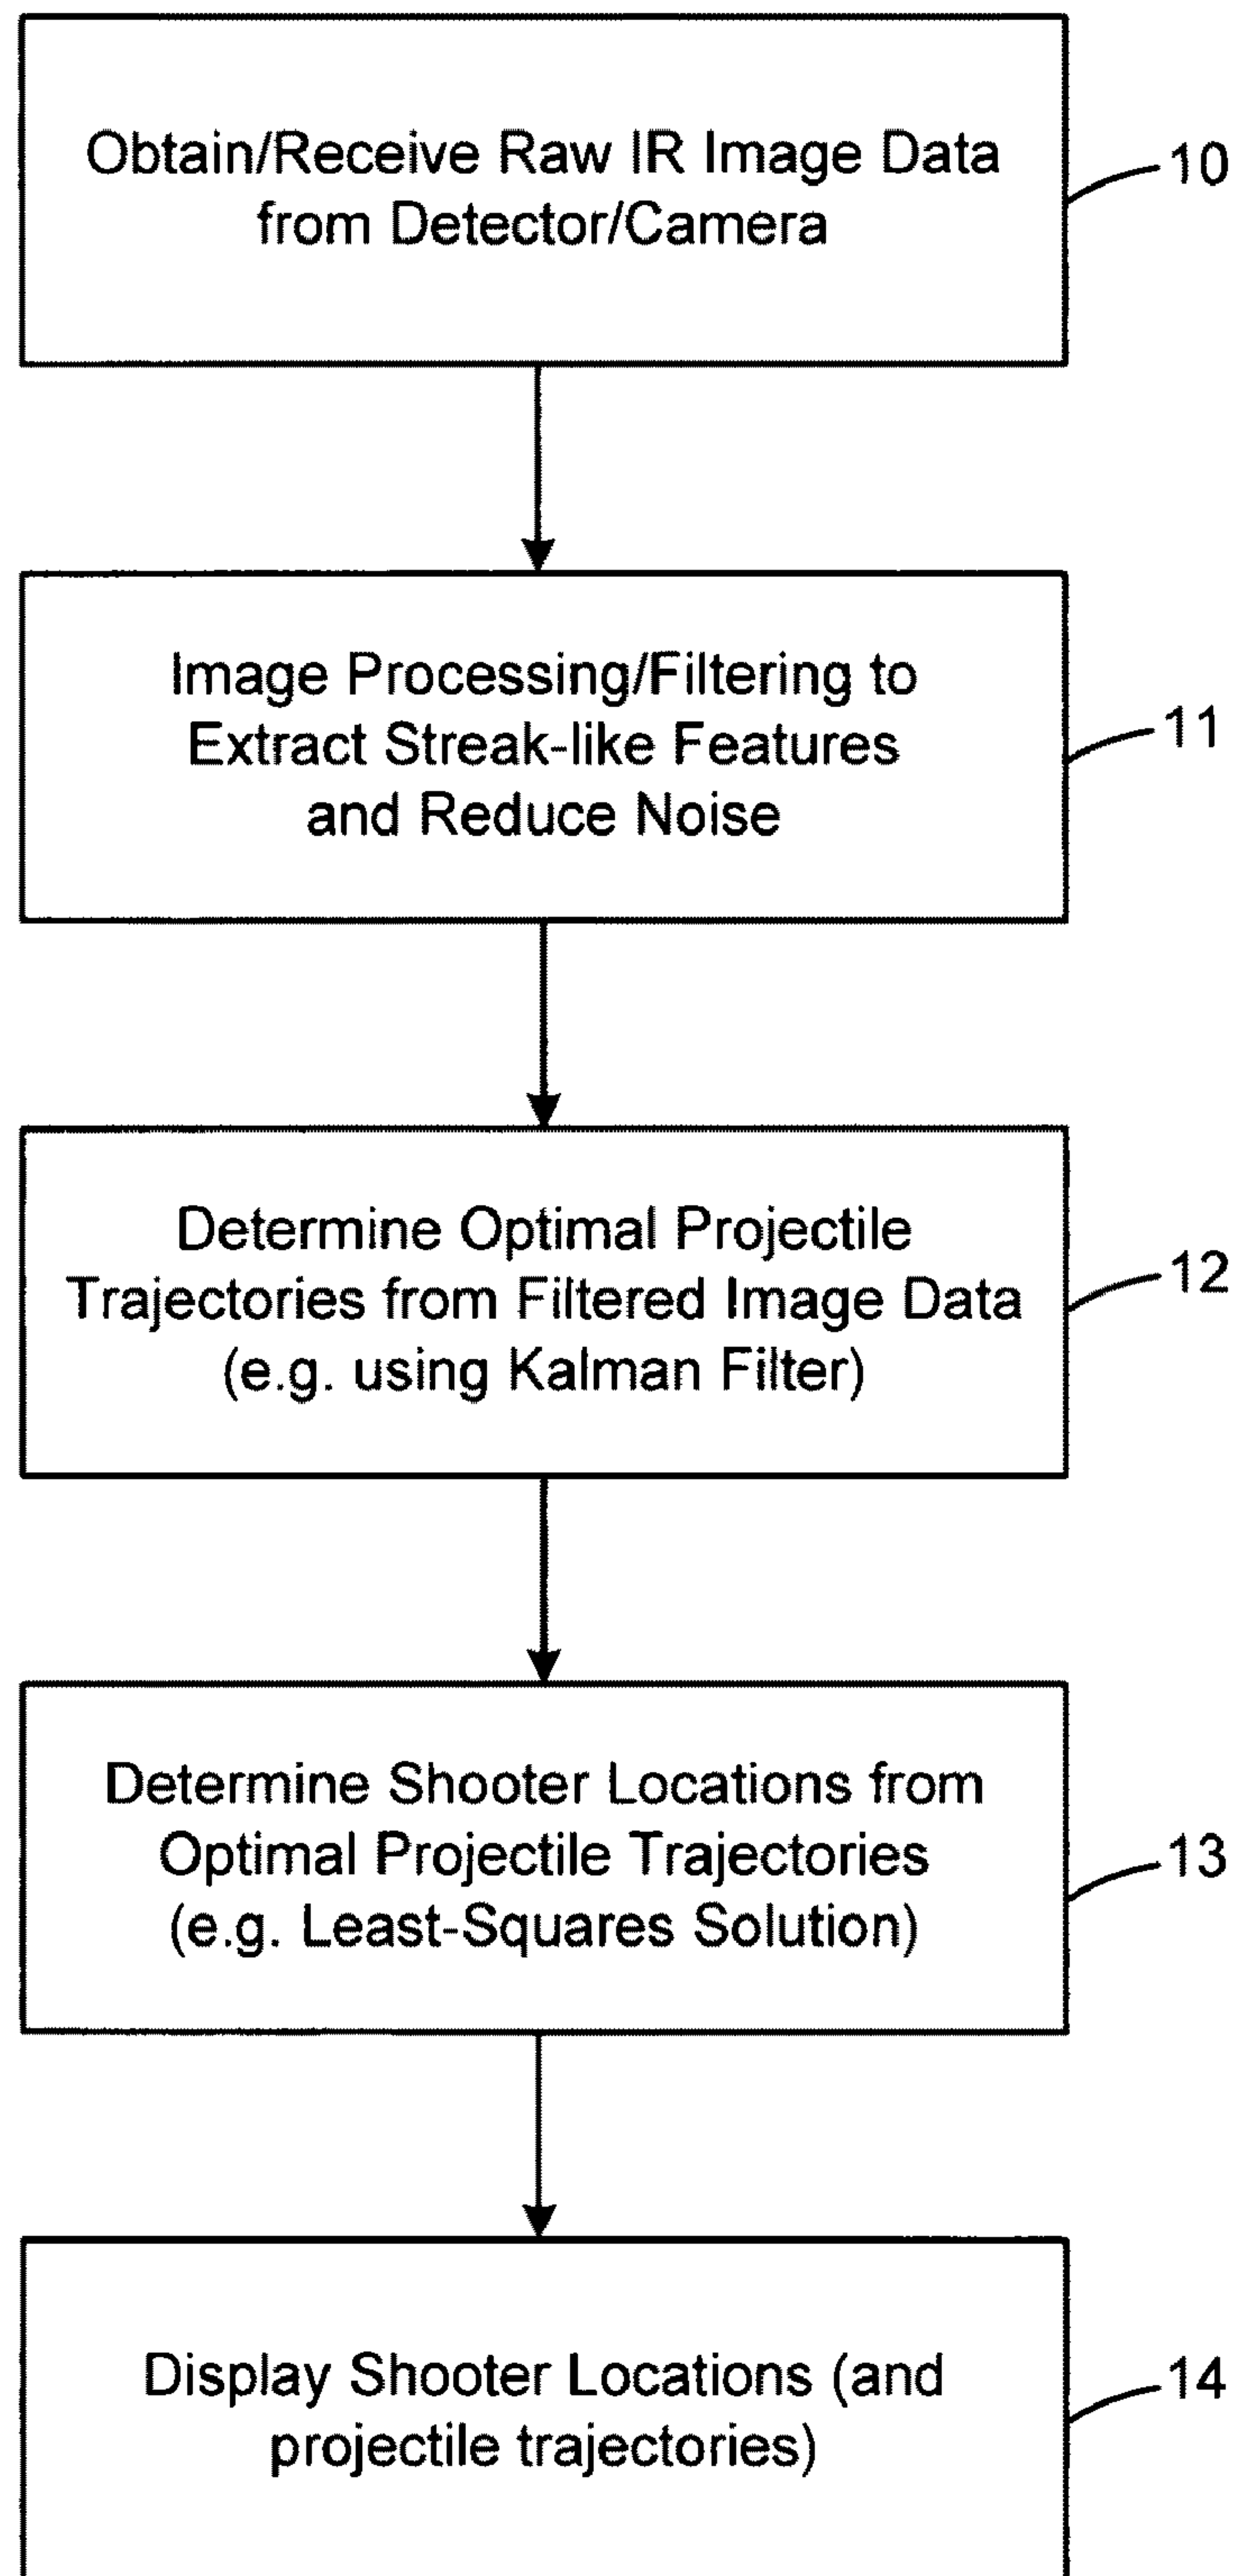 Obtain/Receive Raw IR Image Data
from Detector/Camera
10
Image Processing/Filtering to
Extract Streak-like Features
and Reduce Noise
11
Determine Optimal Projectile
Trajectories from Filtered Image Data
(e.g. using Kalman Filter)
12
Determine Shooter Locations from
Optimal Projectile Trajectories
(e.g. Least-Squares Solution)
13
Display Shooter Locations (and
projectile trajectories)
14